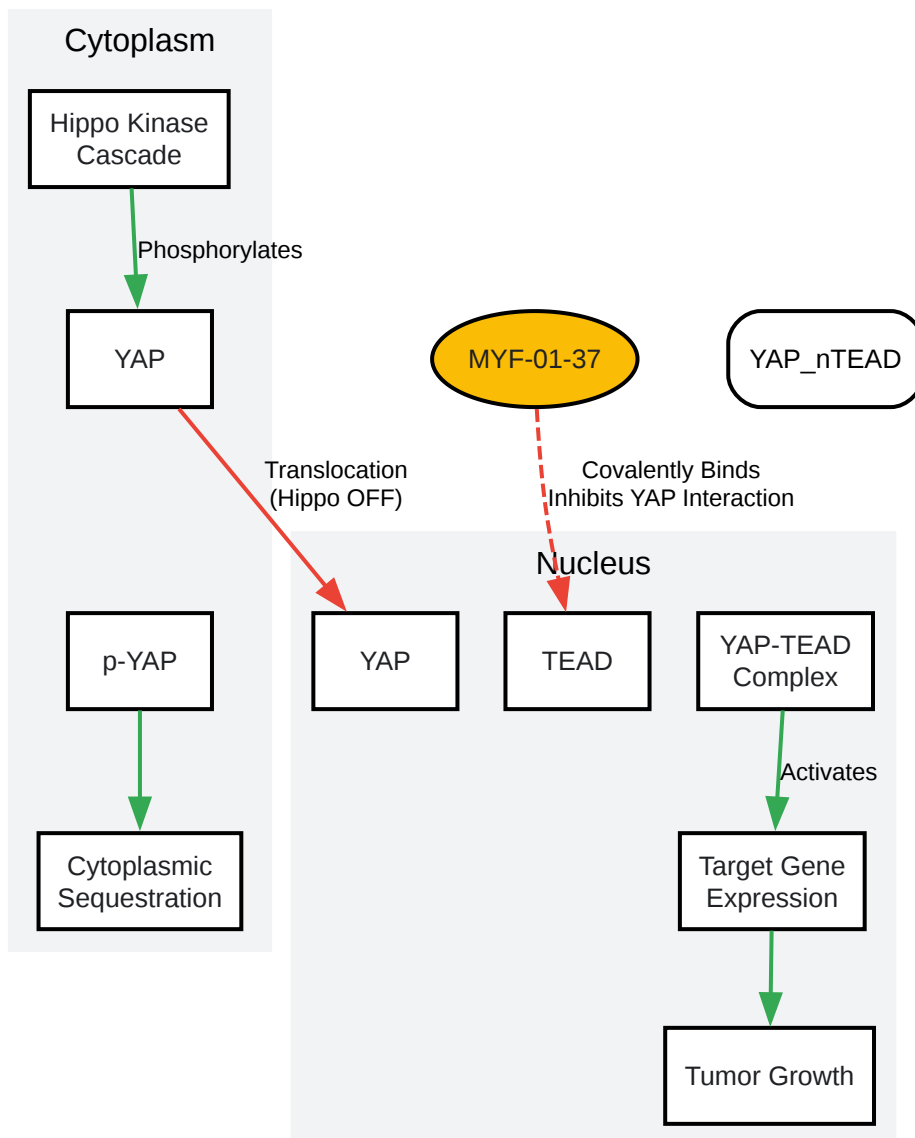 Cytoplasm
Hippo Kinase
Cascade
Phosphorylates
YAP
MYF-01-37
YAP_nTEAD
Translocation
(Hippo OFF)
Covalently Binds
Inhibits YAP Interaction
Nucleus
p-YAP
YAP
TEAD
YAP-TEAD
Complex
Activates
Cytoplasmic
Sequestration
Target Gene
Expression
Tumor Growth